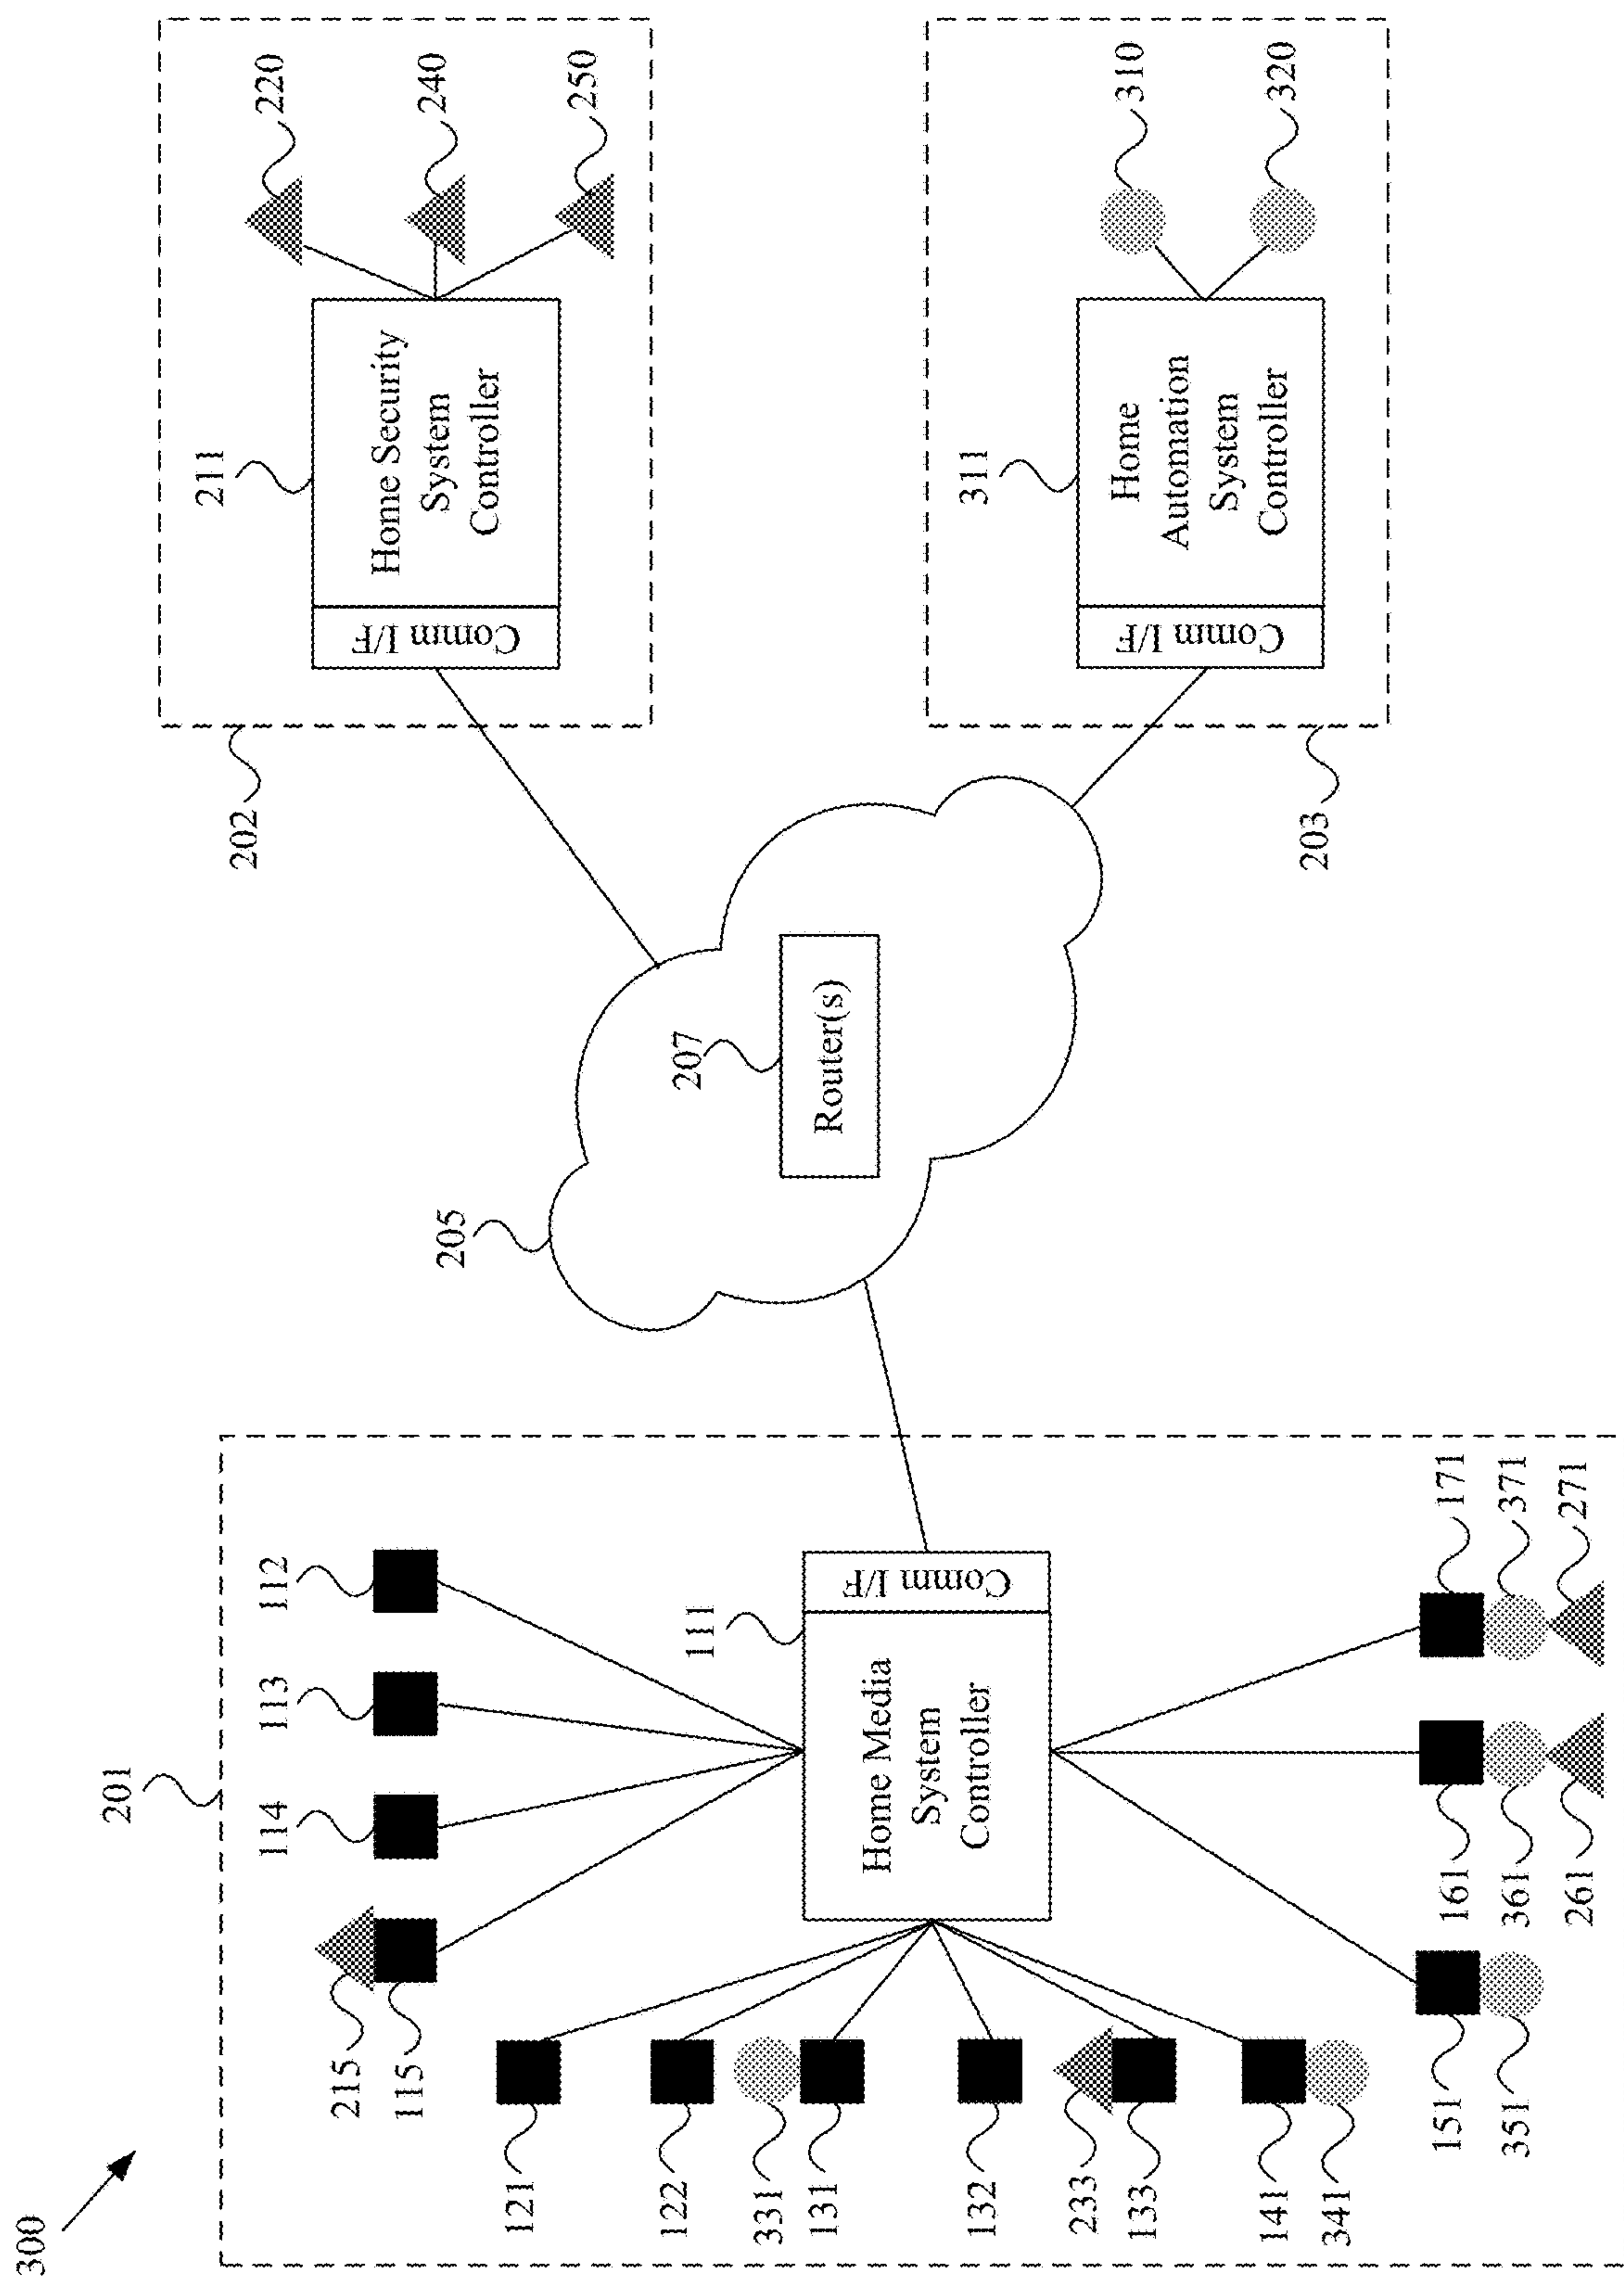 300
201
215
115
114
113
112
121
122
331
131
132
233
133
141
341
111
Home Media
System
Controller
Comm I/F
151
351
161
361
261
171
371
271
205
207
Router(s)
202
211
Comm I/F
Home Security
System
Controller
220
240
250
203
311
Comm I/F
Home
Automation
System
Controller
310
320